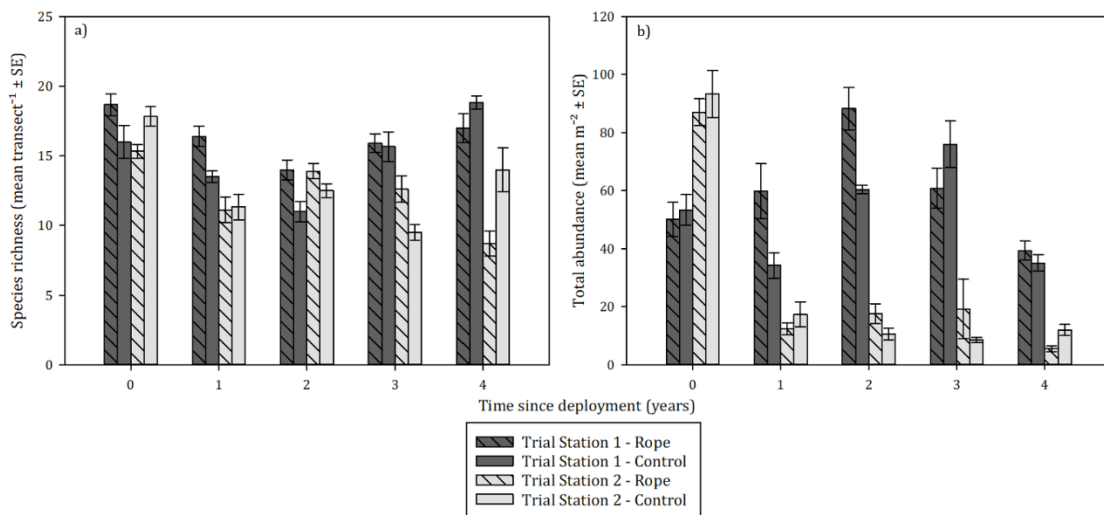 a)
Species richness (mean transect⁻¹ ± SE)
25
20
15
10
5
0
0 1 2 3 4
b)
Total abundance (mean m⁻² ± SE)
120
100
80
60
40
20
0
0 1 2 3 4
Time since deployment (years)
Trial Station 1 - Rope
Trial Station 1 - Control
Trial Station 2 - Rope
Trial Station 2 - Control